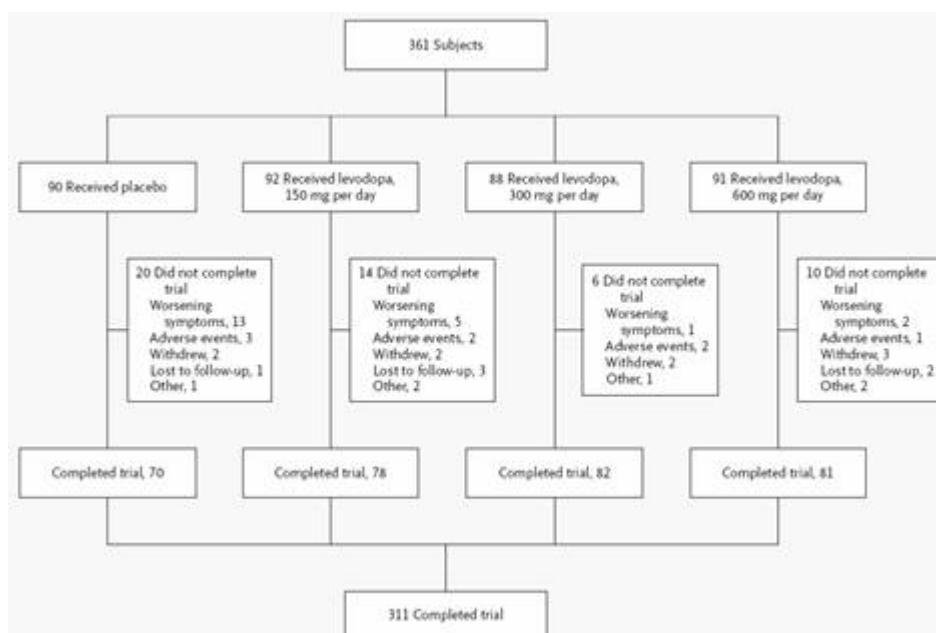 361 Subjects
90 Received placebo
92 Received levodopa,
150 mg per day
88 Received levodopa,
300 mg per day
91 Received levodopa,
600 mg per day
20 Did not complete
trial
Worsening
symptoms, 13
Adverse events, 3
Withdrew, 2
Lost to follow-up, 1
Other, 1
14 Did not complete
trial
Worsening
symptoms, 5
Adverse events, 2
Withdrew, 2
Lost to follow-up, 3
Other, 2
6 Did not complete
trial
Worsening
symptoms, 1
Adverse events, 2
Withdrew, 2
Other, 1
10 Did not complete
trial
Worsening
symptoms, 2
Adverse events, 1
Withdrew, 3
Lost to follow-up, 2
Other, 2
Completed trial, 70
Completed trial, 78
Completed trial, 82
Completed trial, 81
311 Completed trial